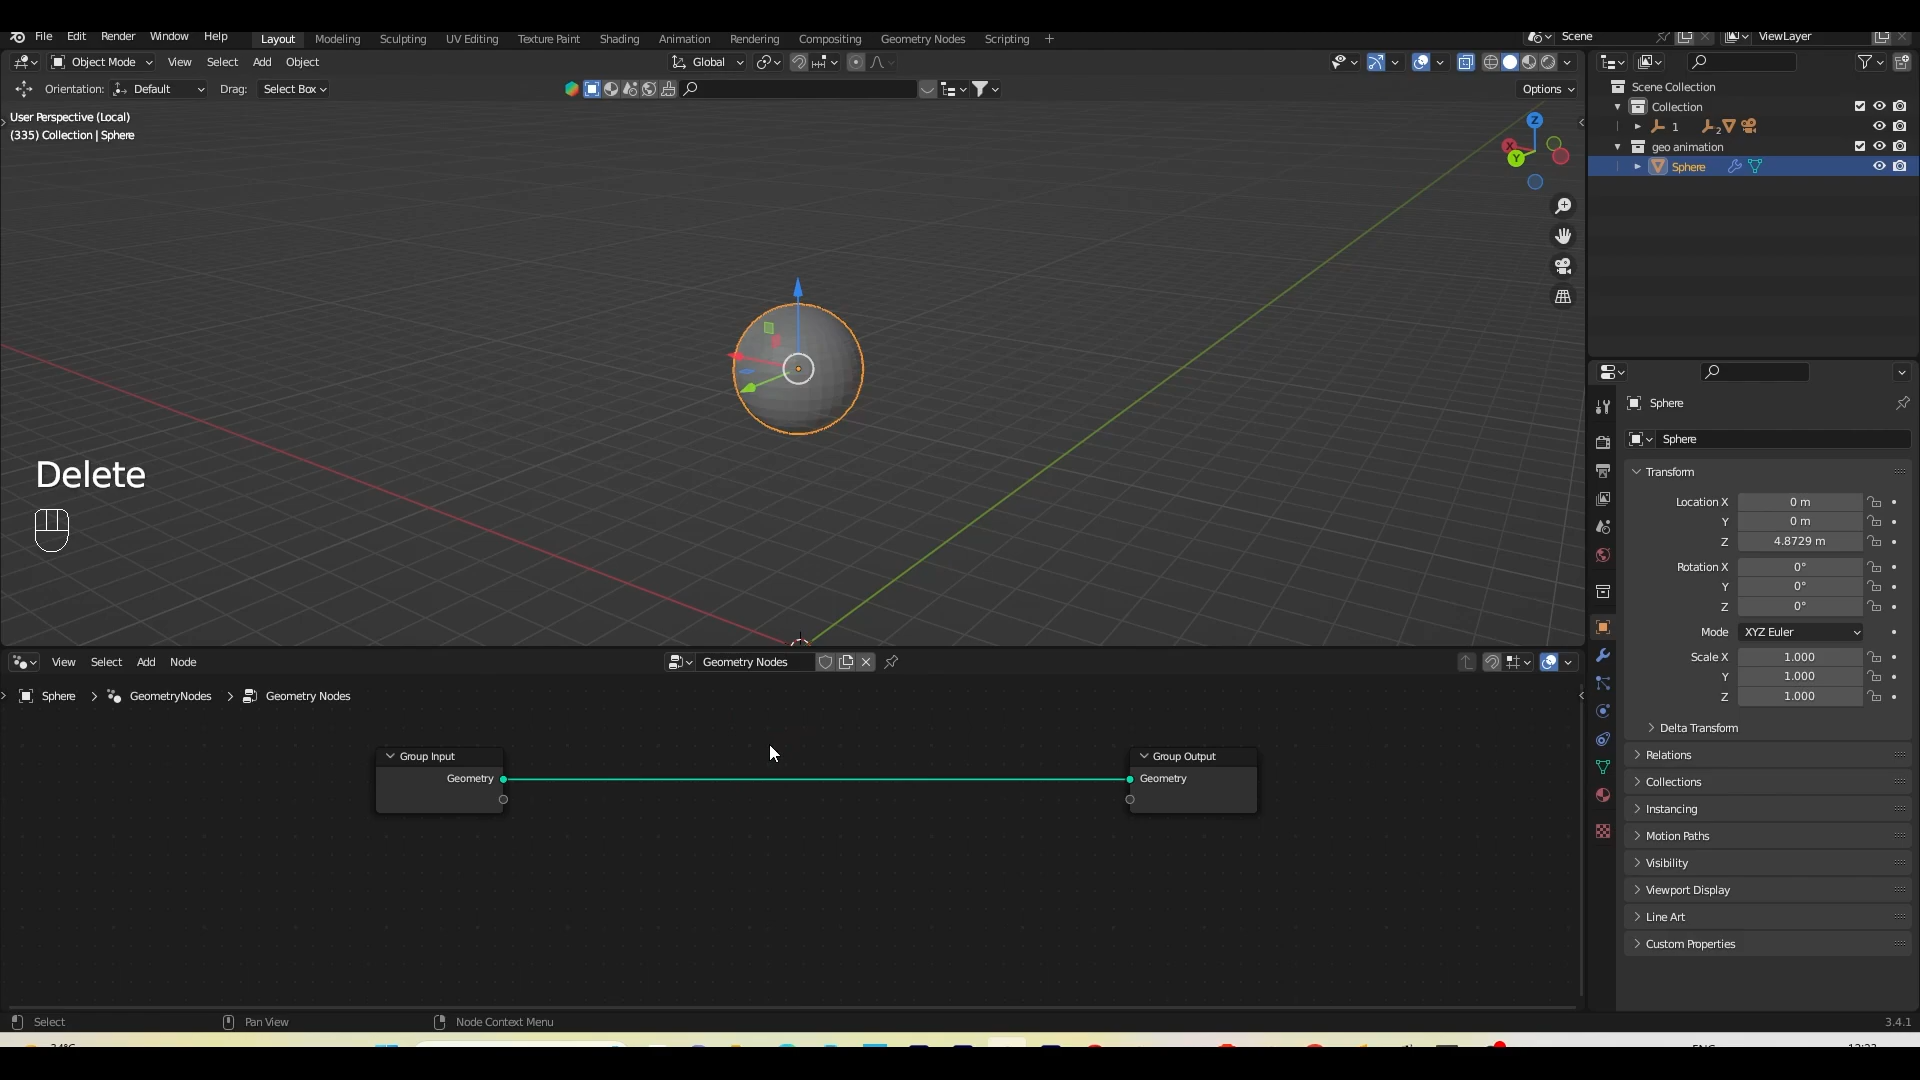 File Edit Render Window Help Layout Modeling Sculpting UV Editing Texture Paint Shading Animation Rendering Compositing Geometry Nodes Scripting + Scene ViewLayer
Object Mode View Select Add Object Global
Orientation: Default Drag: Select Box Options
User Perspective (Local)
(335) Collection | Sphere
Z
X
Y
Delete
Scene Collection
Collection
1 2
geo animation
Sphere
Sphere
Sphere
Transform
Location X 0 m
Y 0 m
Z 4.8729 m
Rotation X 0°
Y 0°
Z 0°
Mode XYZ Euler
Scale X 1.000
Y 1.000
Z 1.000
Delta Transform
Relations
Collections
Instancing
Motion Paths
Visibility
Viewport Display
Line Art
Custom Properties
View Select Add Node Geometry Nodes
Sphere > GeometryNodes > Geometry Nodes
Group Input
Geometry
Group Output
Geometry
Select Pan View Node Context Menu 3.4.1